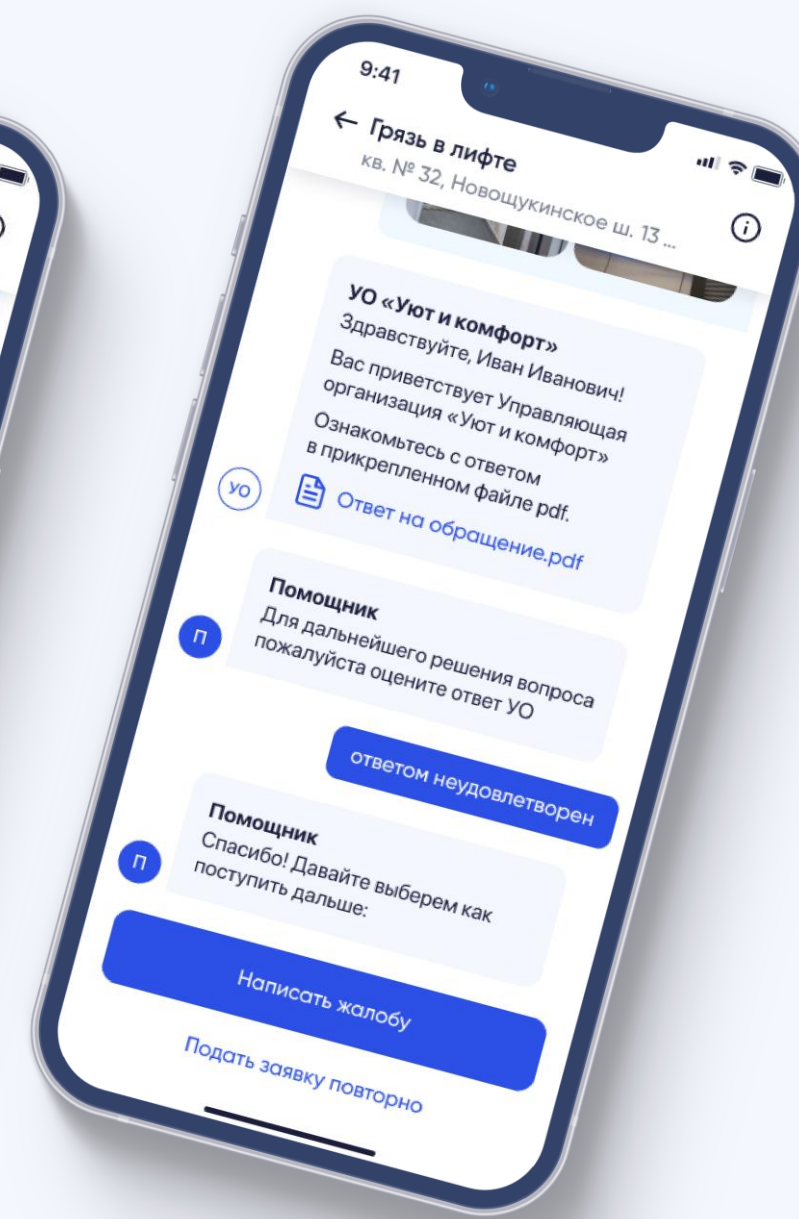 9:41
Грязь в лифте
кв. № 32, Новощукинское ш. 13 ...
УО «Уют и комфорт»
Здравствуйте, Иван Иванович!
Вас приветствует Управляющая
организация «Уют и комфорт»
Ознакомьтесь с ответом
в прикрепленном файле pdf.
УО
Ответ на обращение.pdf
Помощник
Для дальнейшего решения вопроса
П
пожалуйста оцените ответ УО
ответом неудовлетворен
Помощник
Спасибо! Давайте выберем как
П
поступить дальше:
Написать жалобу
Подать заявку повторно